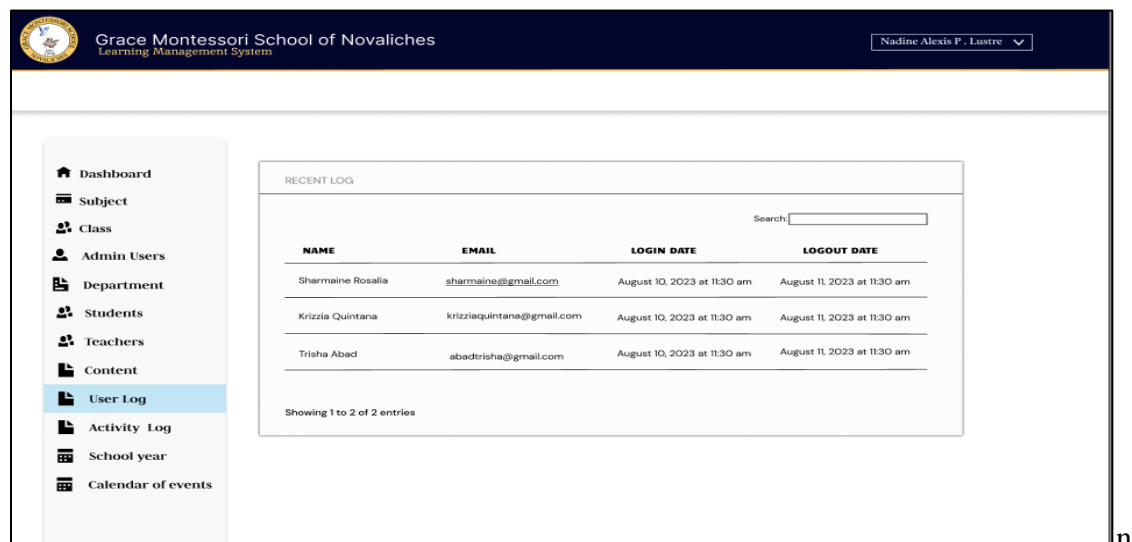 Grace Montessori School of Novaliches
Learning Management System
Nadine Alexis P . Lustre
Dashboard
Subject
Class
Admin Users
Department
Students
Teachers
Content
User Log
Activity Log
School year
Calendar of events
RECENT LOG
Search:
NAME EMAIL LOGIN DATE LOGOUT DATE
Sharmaine Rosalia sharmaine@gmail.com August 10, 2023 at 11:30 am August 11, 2023 at 11:30 am
Krizzia Quintana krizziaquintana@gmail.com August 10, 2023 at 11:30 am August 11, 2023 at 11:30 am
Trisha Abad abadtrisha@gmail.com August 10, 2023 at 11:30 am August 11, 2023 at 11:30 am
Showing 1 to 2 of 2 entries
n